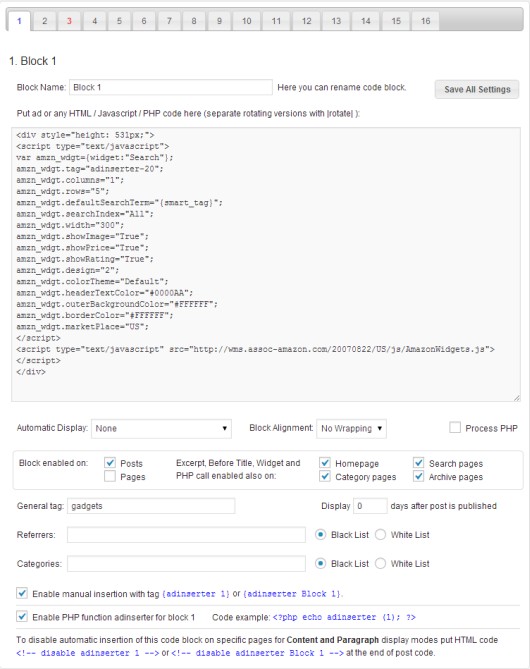 1 2 3 4 5 6 7 8 9 10 11 12 13 14 15 16
1. Block 1
Block Name: Block 1 Here you can rename code block. Save All Settings
Put ad or any HTML / Javascript / PHP code here (separate rotating versions with |rotate| ):
<div style="height: 531px;">
<script type="text/javascript">
var amzn_wdgt={widget:"Search"};
amzn_wdgt.tag="adinserter-20";
amzn_wdgt.columns="1";
amzn_wdgt.rows="5";
amzn_wdgt.defaultSearchTerm="{smart_tag}";
amzn_wdgt.searchIndex="All";
amzn_wdgt.width="300";
amzn_wdgt.showImage="True";
amzn_wdgt.showPrice="True";
amzn_wdgt.showRating="True";
amzn_wdgt.design="2";
amzn_wdgt.colorTheme="Default";
amzn_wdgt.headerTextColor="#0000AA";
amzn_wdgt.outerBackgroundColor="#FFFFFF";
amzn_wdgt.borderColor="#FFFFFF";
amzn_wdgt.marketPlace="US";
</script>
<script type="text/javascript" src="http://wms.assoc-amazon.com/20070822/US/js/AmazonWidgets.js">
</script>
</div>
Automatic Display: None Block Alignment: No Wrapping Process PHP
Block enabled on: Posts Excerpt, Before Title, Widget and Homepage Search pages
Pages PHP call enabled also on: Category pages Archive pages
General tag: gadgets Display 0 days after post is published
Referrers: Black List White List
Categories: Black List White List
Enable manual insertion with tag {adinserter 1} or {adinserter Block 1}.
Enable PHP function adinserter for block 1 Code example: <?php echo adinserter (1); ?>
To disable automatic insertion of this code block on specific pages for Content and Paragraph display modes put HTML code
<!-- disable adinserter 1 --> or <!-- disable adinserter Block 1 --> at the end of post code.